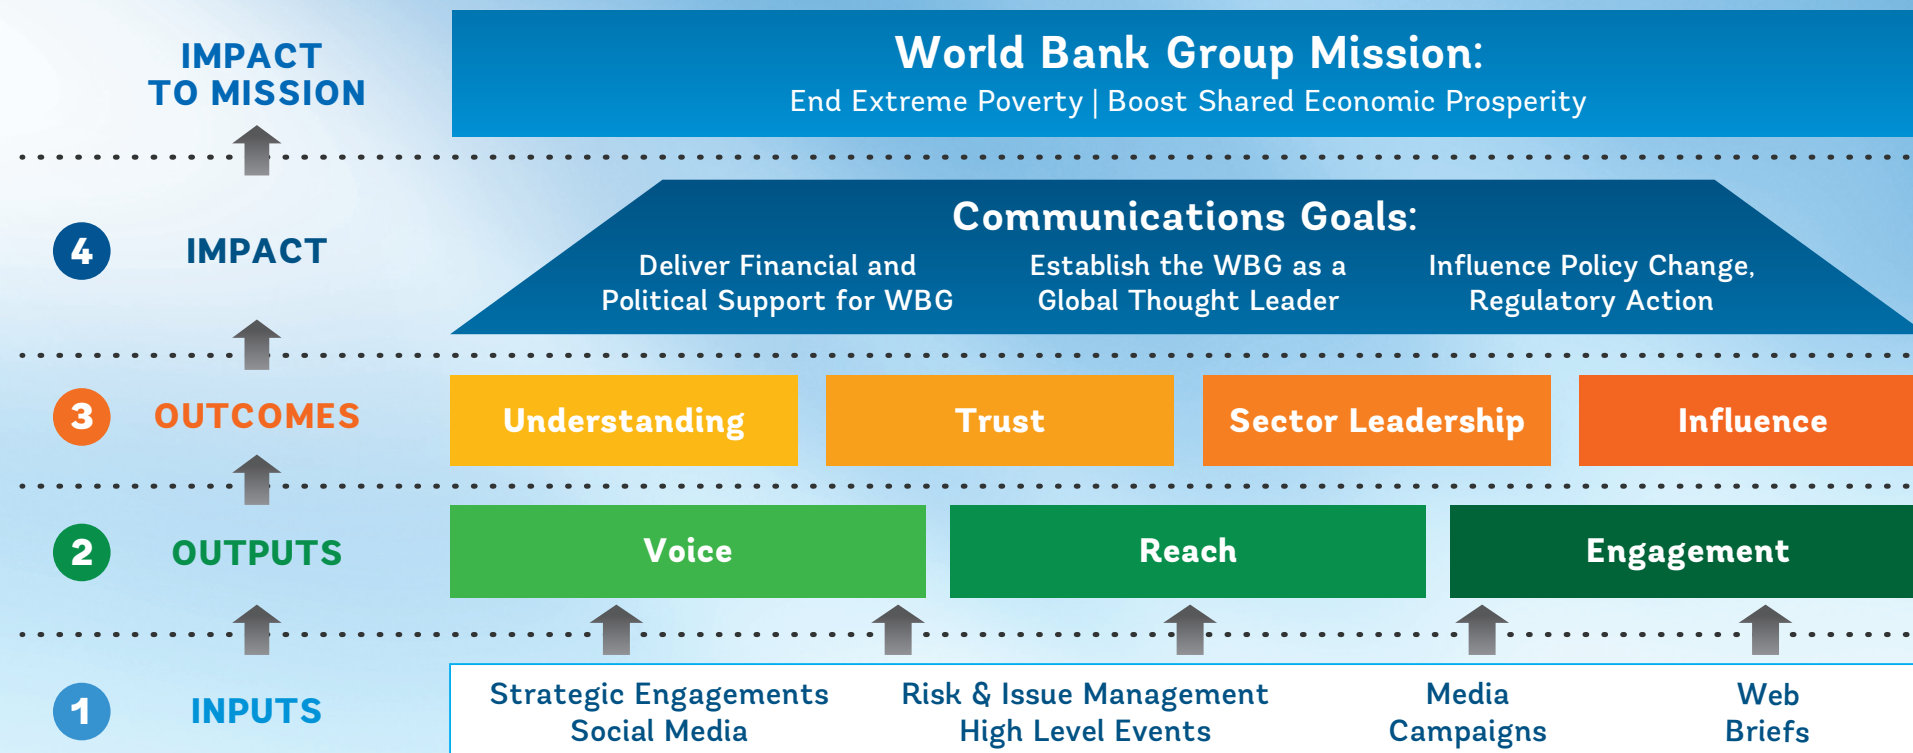 IMPACT
TO MISSION
World Bank Group Mission:
End Extreme Poverty | Boost Shared Economic Prosperity
4
IMPACT
Communications Goals:
Deliver Financial and
Political Support for WBG
Establish the WBG as a
Global Thought Leader
Influence Policy Change,
Regulatory Action
3
OUTCOMES
Understanding
Trust
Sector Leadership
Influence
2
OUTPUTS
Voice
Reach
Engagement
1
INPUTS
Strategic Engagements
Social Media
Risk & Issue Management
High Level Events
Media
Campaigns
Web
Briefs